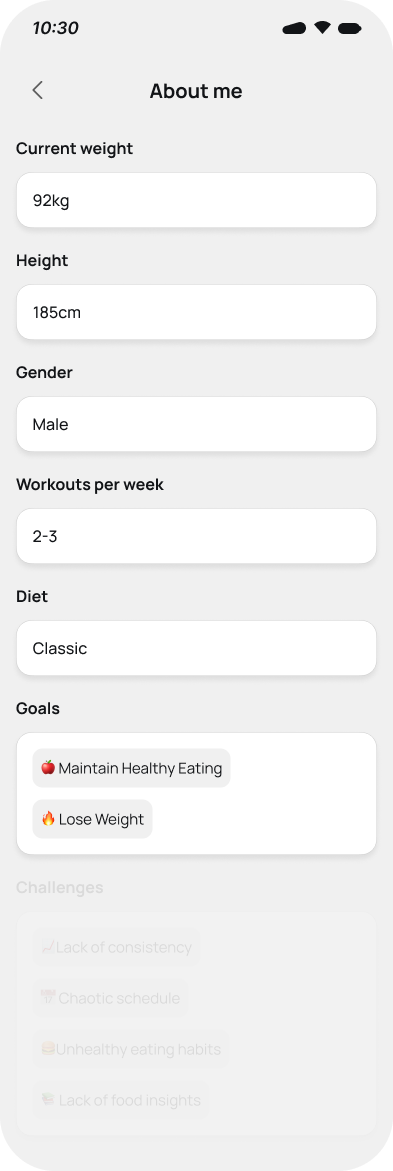 10:30
About me
Current weight
92kg
Height
185cm
Gender
Male
Workouts per week
2-3
Diet
Classic
Goals
🍎 Maintain Healthy Eating
🔥 Lose Weight
Challenges
Lack of consistency
Chaotic schedule
🍔Unhealthy eating habits
Lack of food insights